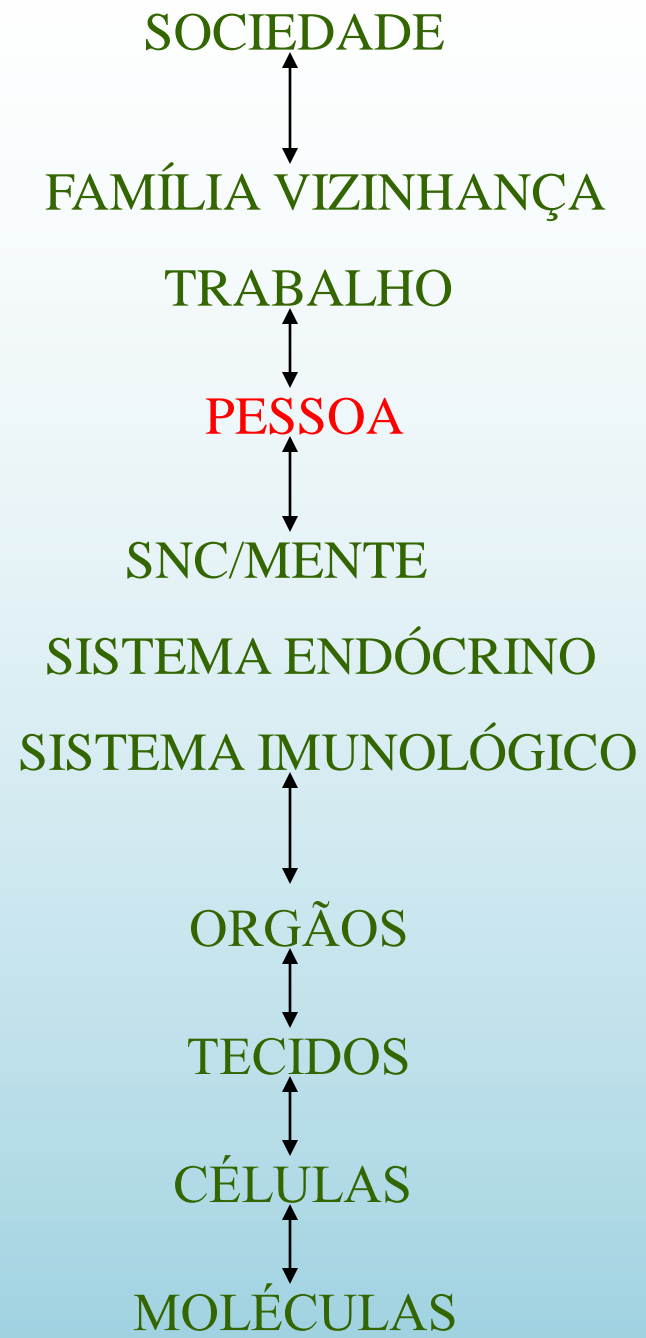 SOCIEDADE
FAMÍLIA VIZINHANÇA
TRABALHO
PESSOA
SNC/MENTE
SISTEMA ENDÓCRINO
SISTEMA IMUNOLÓGICO
ORGÃOS
TECIDOS
CÉLULAS
MOLÉCULAS